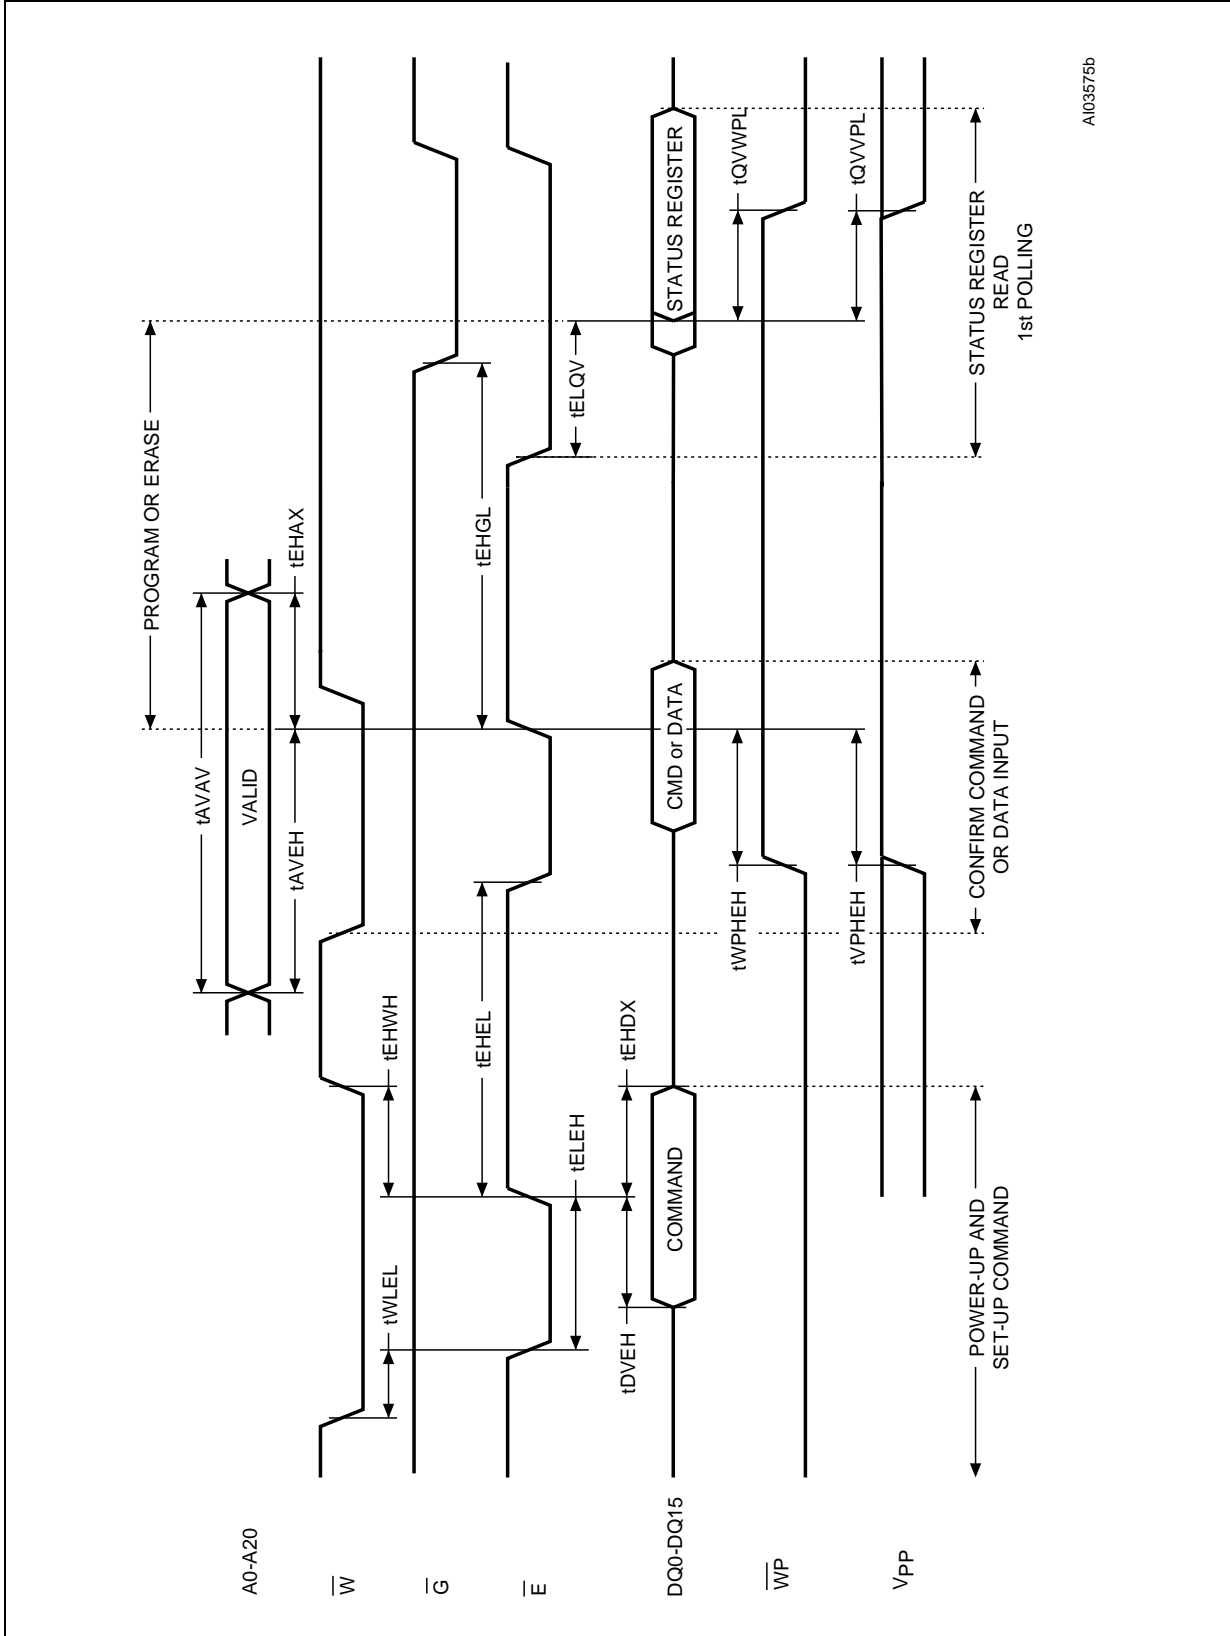 A0-A20
VALID
tAVAV
tAVEH
tEHAX
PROGRAM OR ERASE
W
tWLEL
tEHWH
G
tEHEL
tEHGL
E
tELEH
tELQV
tDVEH
tEHDX
DQ0-DQ15
COMMAND
CMD or DATA
STATUS REGISTER
WP
tWPHEH
tQVWPL
VPP
tVPHEH
tQVVPL
POWER-UP AND
SET-UP COMMAND
CONFIRM COMMAND
OR DATA INPUT
STATUS REGISTER
READ
1st POLLING
AI03575b